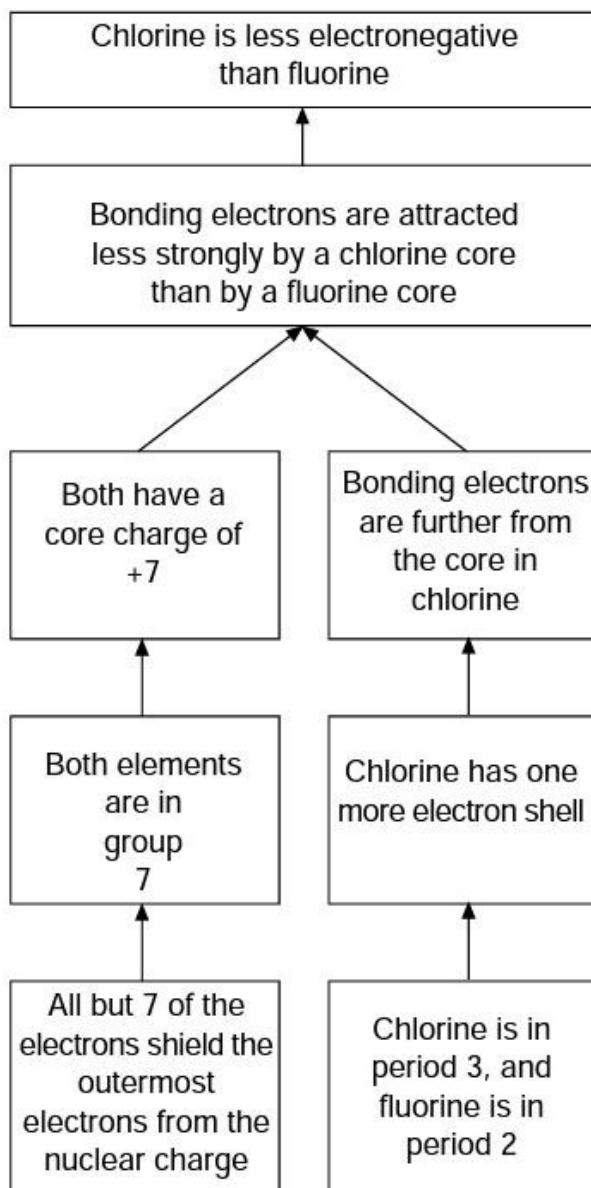 Chlorine is less electronegative
than fluorine
Bonding electrons are attracted
less strongly by a chlorine core
than by a fluorine core
Both have a
core charge of
+7
Bonding electrons
are further from
the core in
chlorine
Both elements
are in
group
7
Chlorine has one
more electron shell
All but 7 of the
electrons shield the
outermost
electrons from the
nuclear charge
Chlorine is in
period 3, and
fluorine is in
period 2